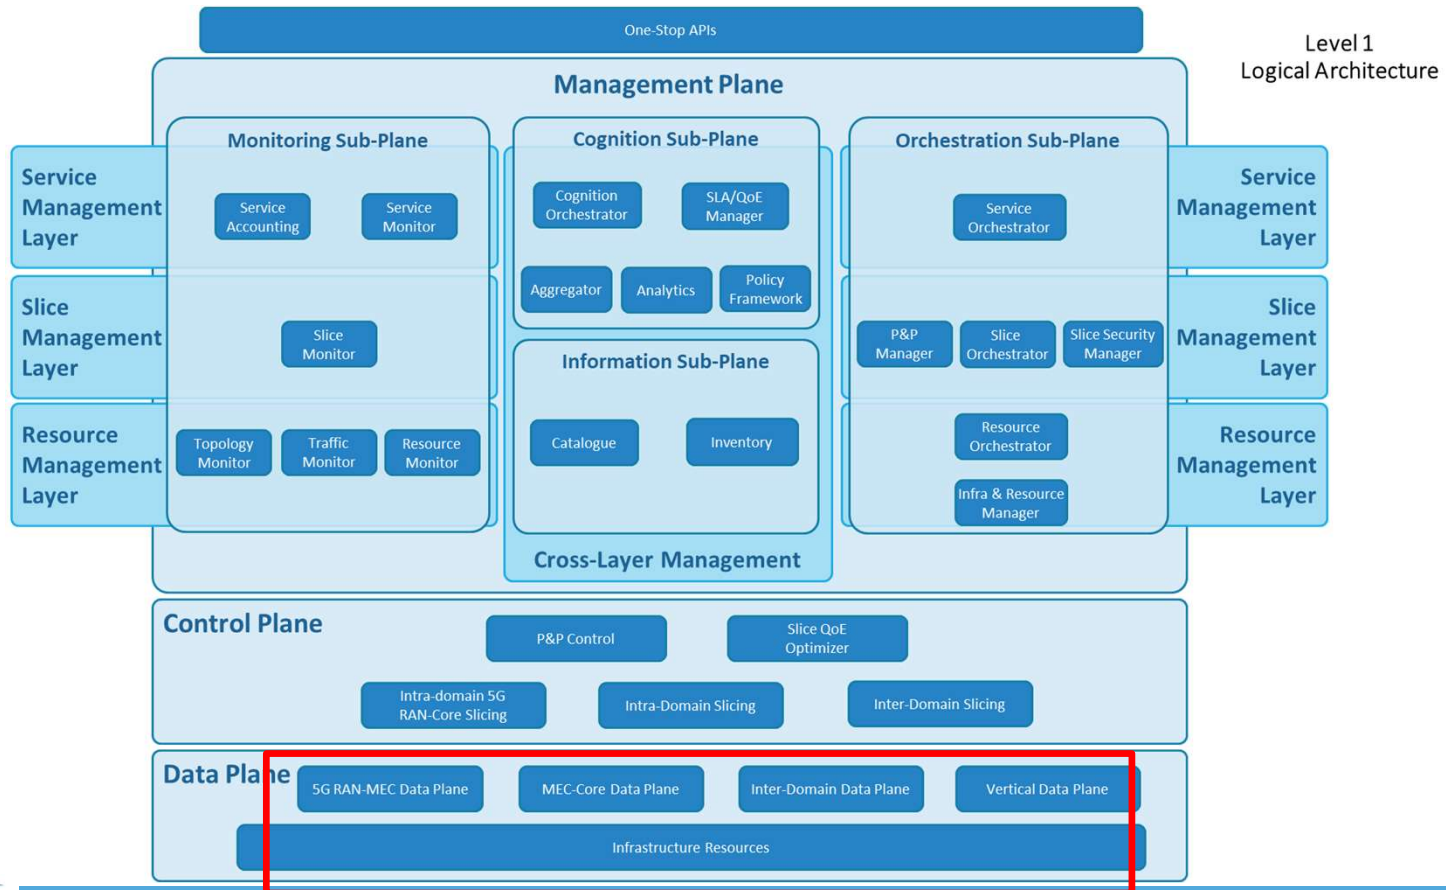 One-Stop APIs
Level 1
Logical Architecture
Management Plane
Monitoring Sub-Plane
Cognition Sub-Plane
Orchestration Sub-Plane
Service
Management
Layer
Service
Accounting
Service
Monitor
Cognition
Orchestrator
SLA/QoE
Manager
Service
Orchestrator
Service
Management
Layer
Aggregator
Analytics
Policy
Framework
Slice
Management
Layer
Slice
Monitor
P&P
Manager
Slice
Orchestrator
Slice Security
Manager
Slice
Management
Layer
Information Sub-Plane
Resource
Management
Layer
Topology
Monitor
Traffic
Monitor
Resource
Monitor
Catalogue
Inventory
Resource
Orchestrator
Infra & Resource
Manager
Resource
Management
Layer
Cross-Layer Management
Control Plane
P&P Control
Slice QoE
Optimizer
Intra-domain 5G
RAN-Core Slicing
Intra-Domain Slicing
Inter-Domain Slicing
Data Plane
5G RAN-MEC Data Plane
MEC-Core Data Plane
Inter-Domain Data Plane
Vertical Data Plane
Infrastructure Resources